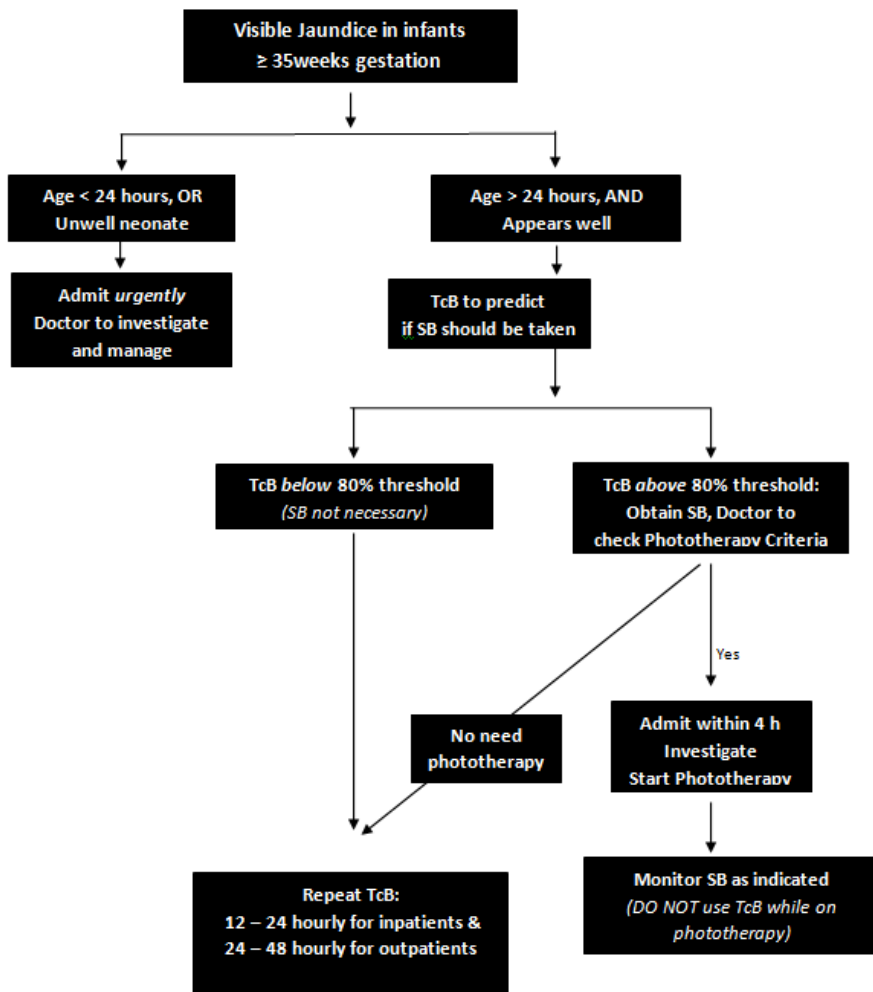 Visible Jaundice in infants
≥ 35weeks gestation
Age < 24 hours, OR
Unwell neonate
Age > 24 hours, AND
Appears well
Admit urgently
Doctor to investigate
and manage
TcB to predict
if SB should be taken
TcB below 80% threshold
(SB not necessary)
TcB above 80% threshold:
Obtain SB, Doctor to
check Phototherapy Criteria
Yes
No need
phototherapy
Admit within 4 h
Investigate
Start Phototherapy
Repeat TcB:
12 – 24 hourly for inpatients &
24 – 48 hourly for outpatients
Monitor SB as indicated
(DO NOT use TcB while on
phototherapy)